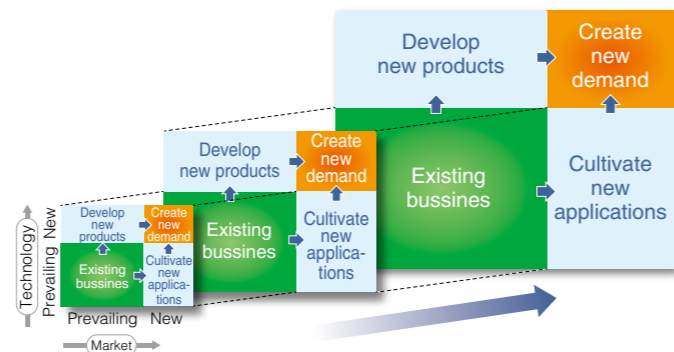 Develop
new products
Create
new
demand
Existing
bussines
Cultivate
new
applications
Develop
new products
Create
new
demand
Existing
bussines
Cultivate
new
applica-
tions
Develop
new
products
Create
new
demand
Existing
bussines
Cultivate
new
applica-
tions
Technology
Prevailing New
Prevailing New
Market